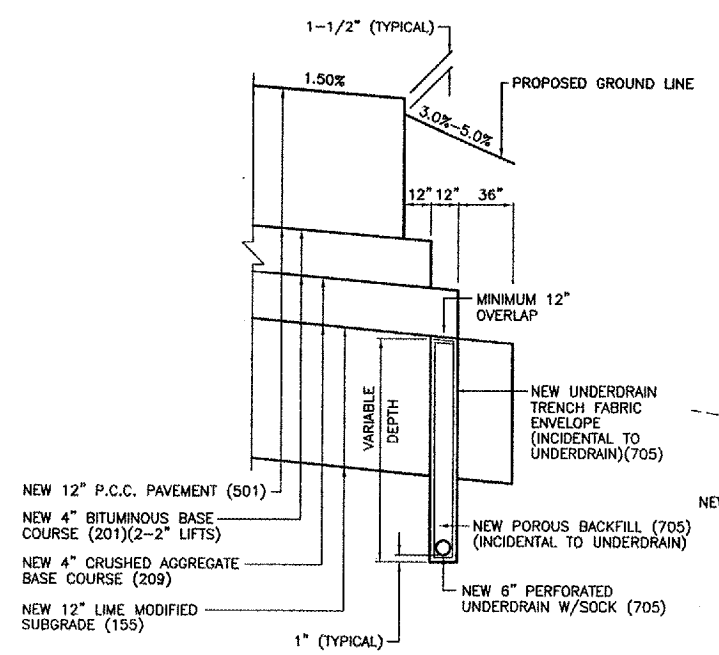 1-1/2" (TYPICAL)
1.50%
PROPOSED GROUND LINE
3.0%-5.0%
12" 12" 36"
MINIMUM 12"
OVERLAP
VARIABLE
DEPTH
NEW UNDERDRAIN
TRENCH FABRIC
ENVELOPE
(INCIDENTAL TO
UNDERDRAIN)(705)
NEW 12" P.C.C. PAVEMENT (501)
NEW 4" BITUMINOUS BASE
COURSE (201)(2-2" LIFTS)
NEW 4" CRUSHED AGGREGATE
BASE COURSE (209)
NEW 12" LIME MODIFIED
SUBGRADE (155)
NEW POROUS BACKFILL (705)
(INCIDENTAL TO UNDERDRAIN)
NEW 6" PERFORATED
UNDERDRAIN W/SOCK (705)
1" (TYPICAL)